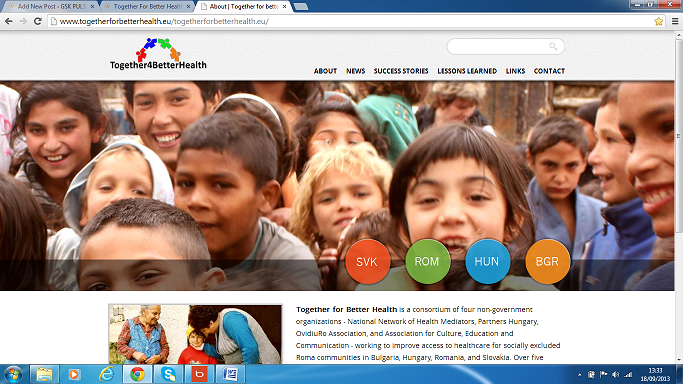 Add New Post - GSK PUL
Together For Better Healt
About | Together for bett
www.togetherforbetterhealth.eu/togetherforbetterhealth.eu/
Together4BetterHealth
ABOUT NEWS SUCCESS STORIES LESSONS LEARNED LINKS CONTACT
SVK ROM HUN BGR
Together for Better Health is a consortium of four non-government
organizations - National Network of Health Mediators, Partners Hungary,
OvidiuRo Association, and Association for Culture, Education and
Communication - working to improve access to healthcare for socially excluded
Roma communities in Bulgaria, Hungary, Romania, and Slovakia. Over five
13:33
18/09/2013